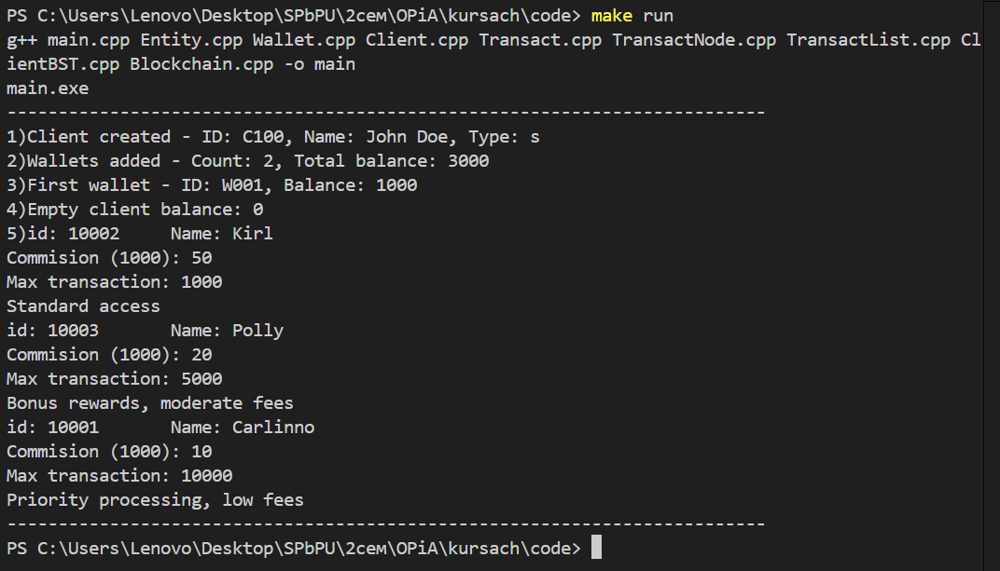 PS C:\Users\Lenovo\Desktop\SPbPU\2сем\OPiA\kursach\code> make run
g++ main.cpp Entity.cpp Wallet.cpp Client.cpp Transact.cpp TransactNode.cpp TransactList.cpp Cl
ientBST.cpp Blockchain.cpp -o main
main.exe
--------------------------------------------------------------------------
1)Client created - ID: C100, Name: John Doe, Type: s
2)Wallets added - Count: 2, Total balance: 3000
3)First wallet - ID: W001, Balance: 1000
4)Empty client balance: 0
5)id: 10002     Name: Kirl
Commision (1000): 50
Max transaction: 1000
Standard access
id: 10003       Name: Polly
Commision (1000): 20
Max transaction: 5000
Bonus rewards, moderate fees
id: 10001       Name: Carlinno
Commision (1000): 10
Max transaction: 10000
Priority processing, low fees
--------------------------------------------------------------------------
PS C:\Users\Lenovo\Desktop\SPbPU\2сем\OPiA\kursach\code>